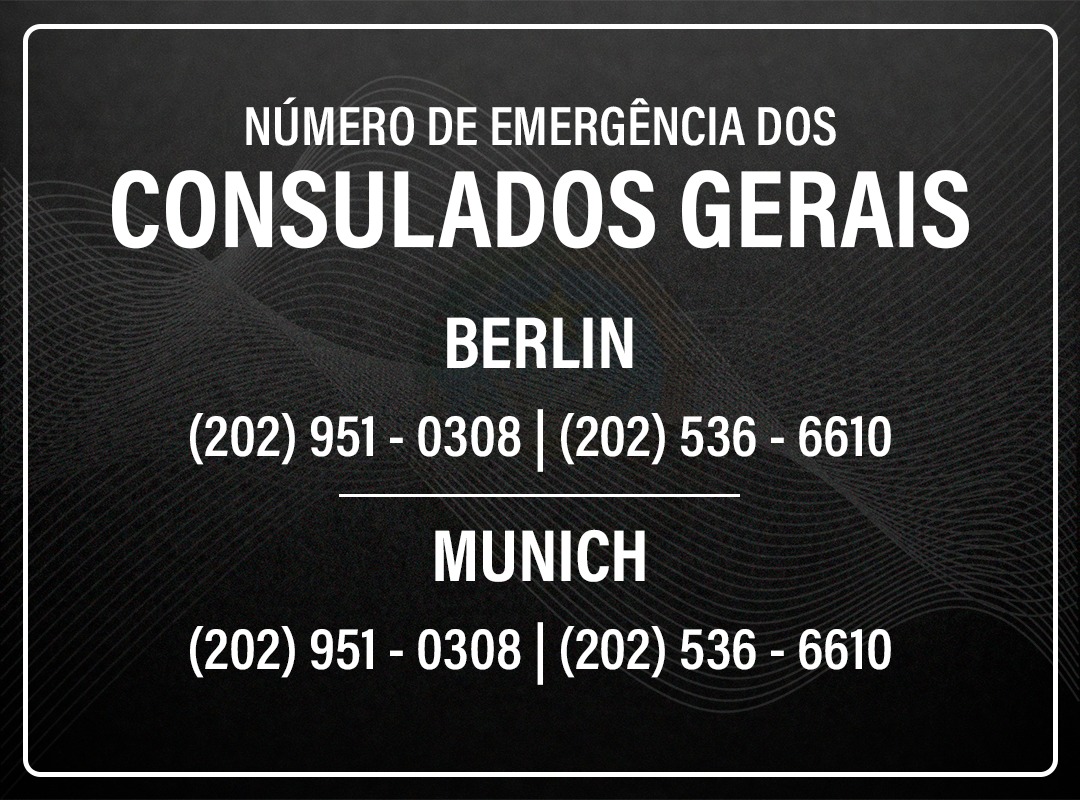 NÚMERO DE EMERGÊNCIA DOS
CONSULADOS GERAIS
BERLIN
(202) 951 - 0308 | (202) 536 - 6610
MUNICH
(202) 951 - 0308 | (202) 536 - 6610